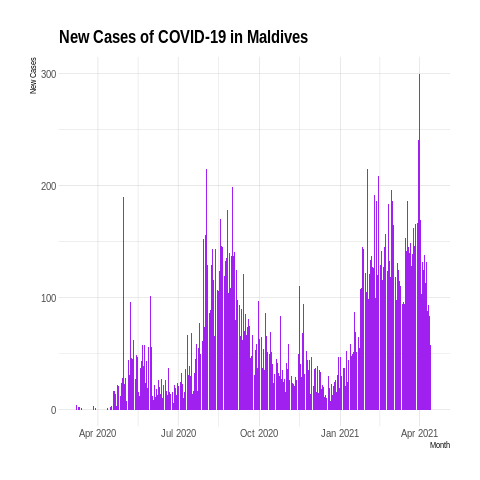 New Cases of COVID-19 in Maldives
New Cases
300
200
100
0
Apr 2020
Jul 2020
Oct 2020
Jan 2021
Apr 2021
Month